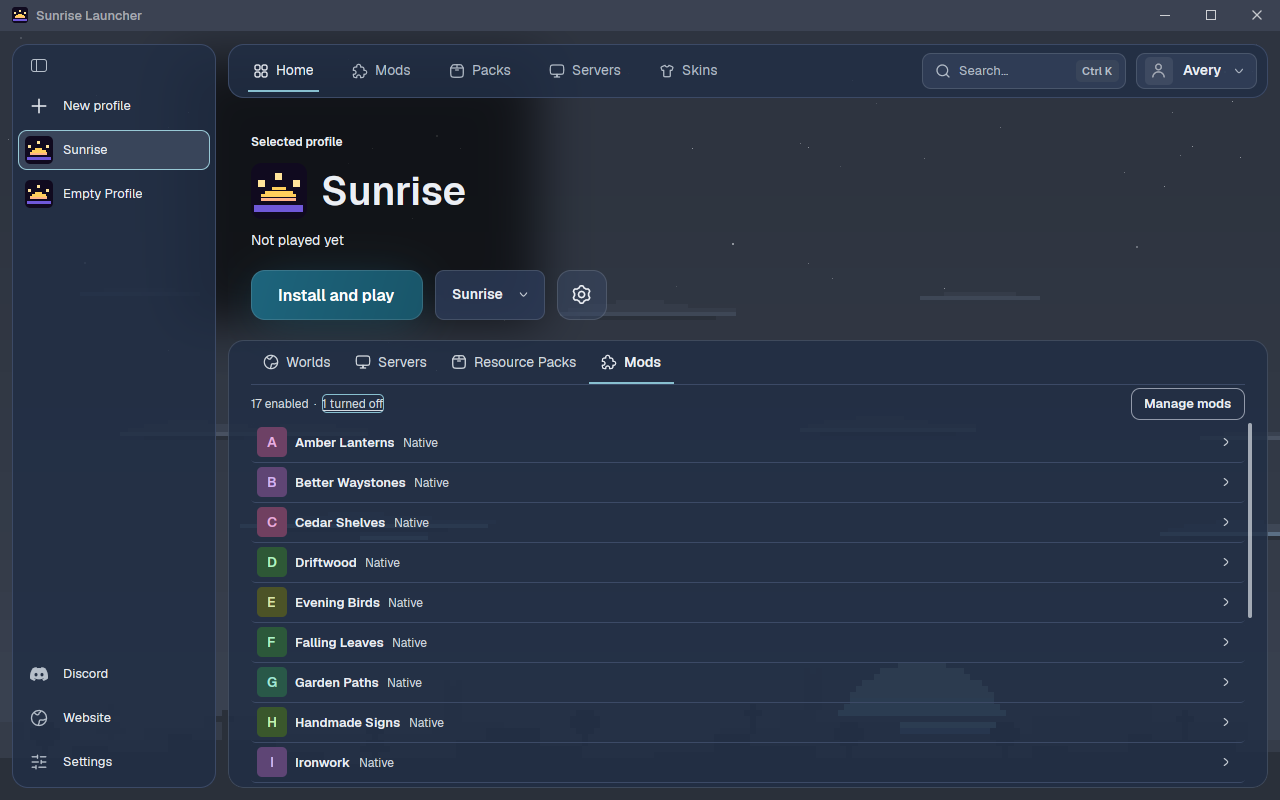 Sunrise Launcher
New profile
Sunrise
Empty Profile
Discord
Website
Settings
Home Mods Packs Servers Skins
Search... Ctrl K Avery
Selected profile
Sunrise
Not played yet
Install and play Sunrise
Worlds Servers Resource Packs Mods
17 enabled · 1 turned off Manage mods
A Amber Lanterns Native
B Better Waystones Native
C Cedar Shelves Native
D Driftwood Native
E Evening Birds Native
F Falling Leaves Native
G Garden Paths Native
H Handmade Signs Native
I Ironwork Native